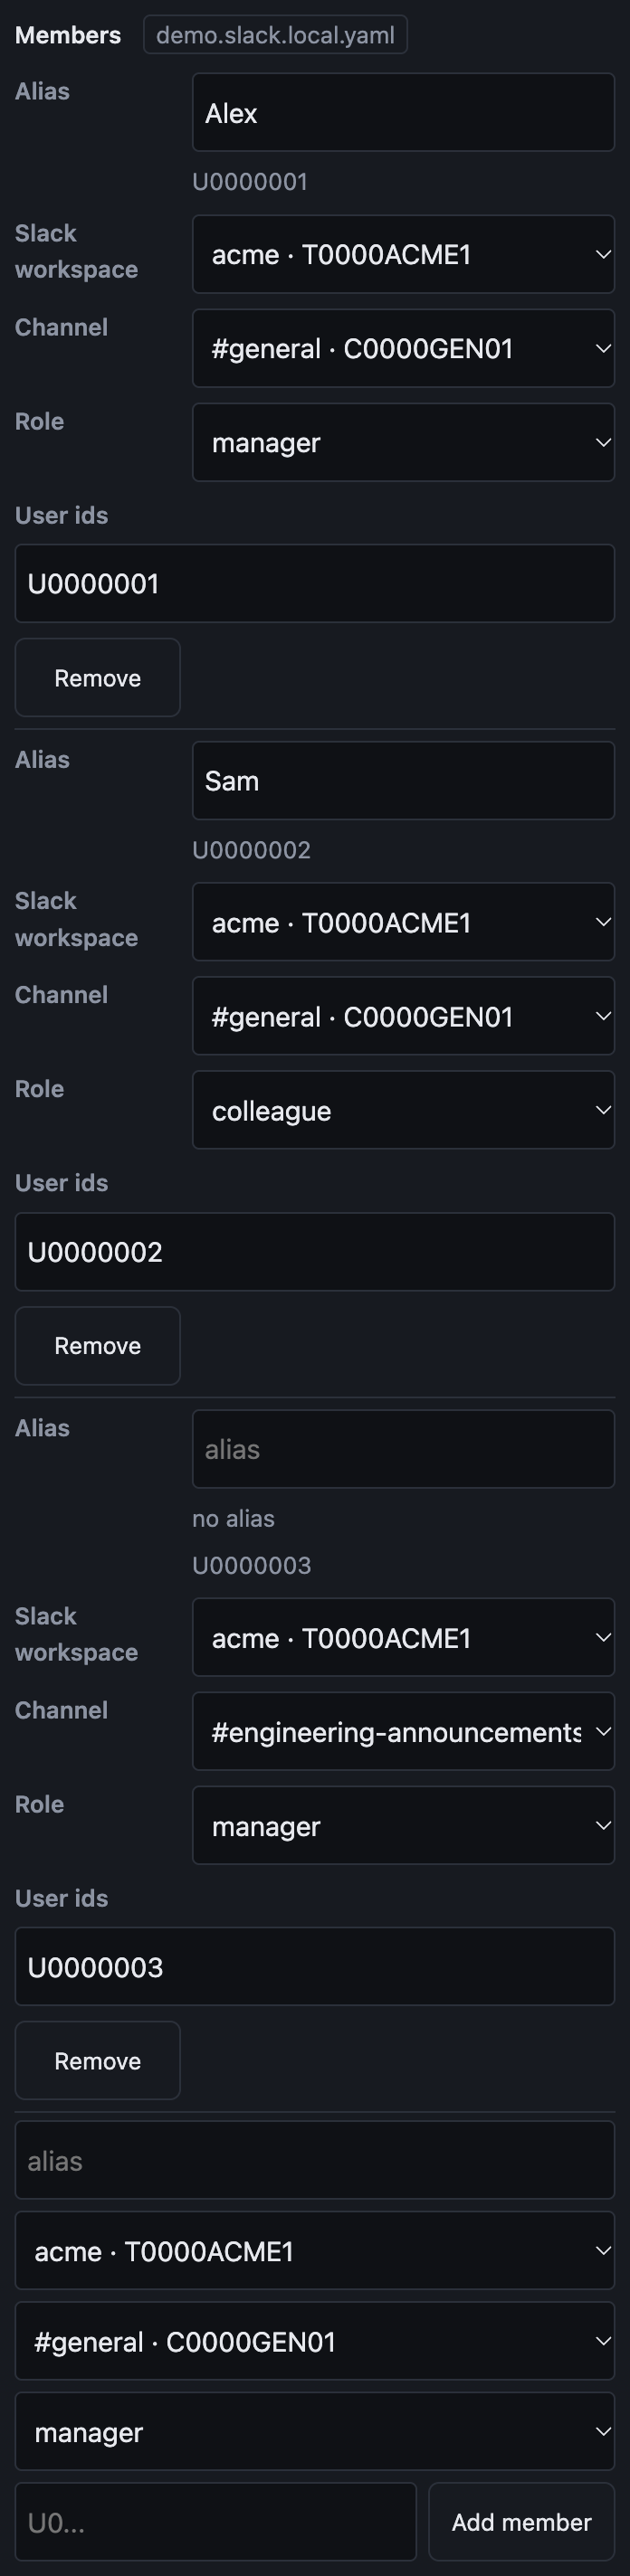 Members demo.slack.local.yaml
Alias Alex
U0000001
Slack workspace acme · T0000ACME1
Channel #general · C0000GEN01
Role manager
User ids
U0000001
Remove
Alias Sam
U0000002
Slack workspace acme · T0000ACME1
Channel #general · C0000GEN01
Role colleague
User ids
U0000002
Remove
Alias alias
no alias
U0000003
Slack workspace acme · T0000ACME1
Channel #engineering-announcements
Role manager
User ids
U0000003
Remove
alias
acme · T0000ACME1
#general · C0000GEN01
manager
U0... Add member